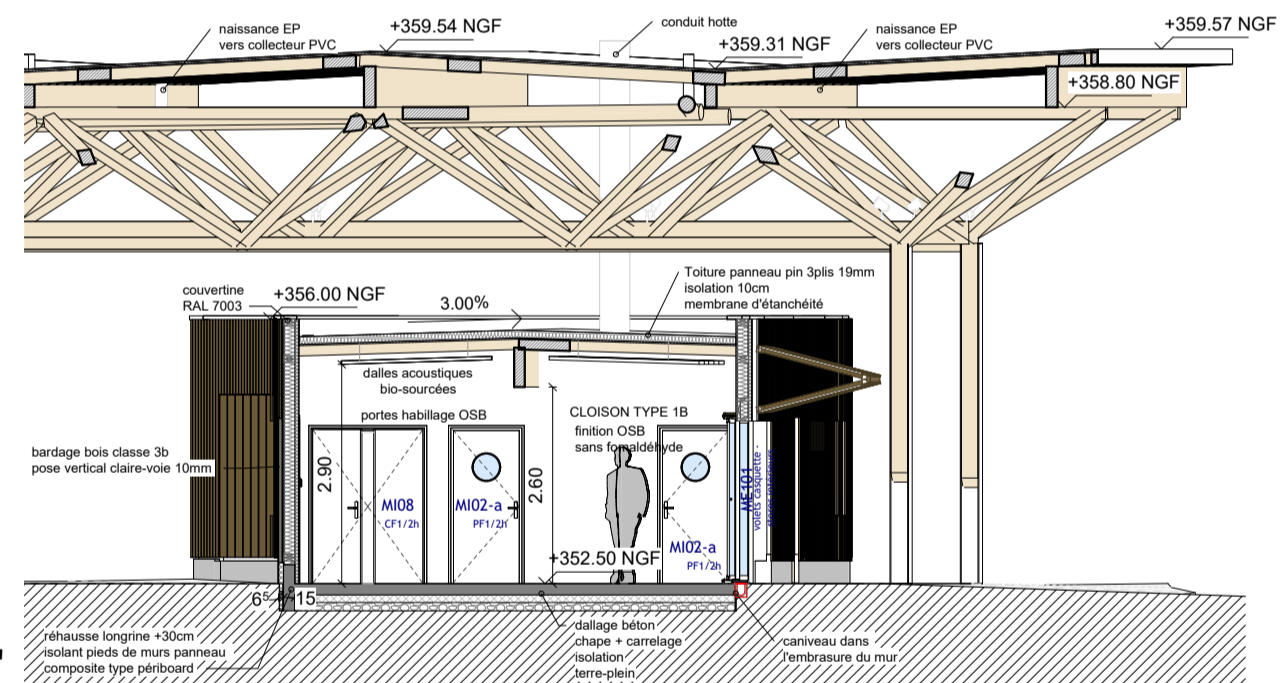 naissance EP
vers collecteur PVC
+359.54 NGF
conduit hotte
+359.31 NGF
naissance EP
vers collecteur PVC
+359.57 NGF
+358.80 NGF
couvertine
RAL 7003
+356.00 NGF
3.00%
Toiture panneau pin 3plis 19mm
isolation 10cm
membrane d'étanchéité
dalles acoustiques
bio-sourcées
portes habillage OSB
CLOISON TYPE 1B
finition OSB
sans fomaldéhyde
bardage bois classe 3b
pose vertical claire-voie 10mm
2.90
MI08
CF1/2h
MI02-a
PF1/2h
2.60
MI02-a
PF1/2h
ME101
volets casquette -
+352.50 NGF
6⁵
15
réhausse longrine +30cm
isolant pieds de murs panneau
composite type périboard
dallage béton
chape + carrelage
isolation
terre-plein
caniveau dans
l'embrasure du mur